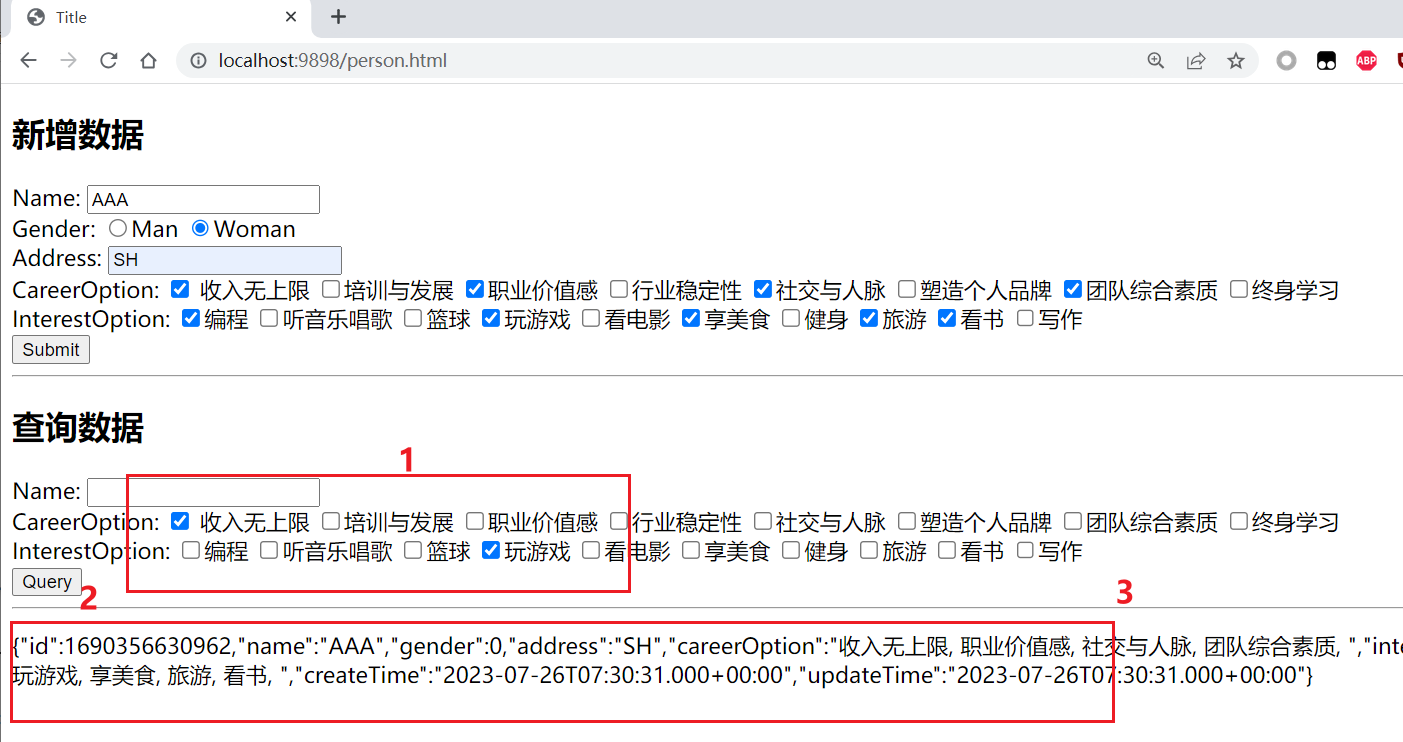 Title
localhost:9898/person.html
ABP
新增数据
Name: AAA
Gender: Man Woman
Address: SH
CareerOption: 收入无上限 培训与发展 职业价值感 行业稳定性 社交与人脉 塑造个人品牌 团队综合素质 终身学习
InterestOption: 编程 听音乐唱歌 篮球 玩游戏 看电影 享美食 健身 旅游 看书 写作
Submit
查询数据
1
Name:
CareerOption: 收入无上限 培训与发展 职业价值感 行业稳定性 社交与人脉 塑造个人品牌 团队综合素质 终身学习
InterestOption: 编程 听音乐唱歌 篮球 玩游戏 看电影 享美食 健身 旅游 看书 写作
Query 2
3
{"id":1690356630962,"name":"AAA","gender":0,"address":"SH","careerOption":"收入无上限, 职业价值感, 社交与人脉, 团队综合素质, ","inte
玩游戏, 享美食, 旅游, 看书, ","createTime":"2023-07-26T07:30:31.000+00:00","updateTime":"2023-07-26T07:30:31.000+00:00"}